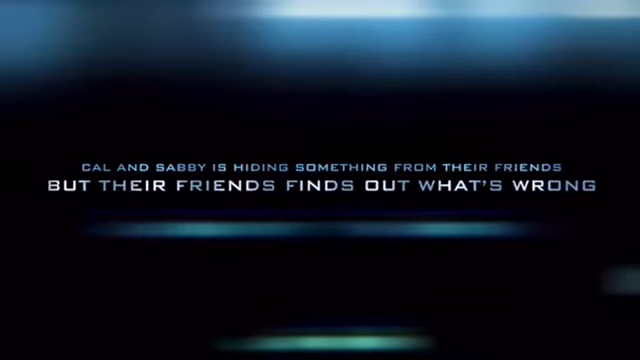 CAL AND SABBY IS HIDING SOMETHING FROM THEIR FRIENDS
BUT THEIR FRIENDS FINDS OUT WHAT'S WRONG